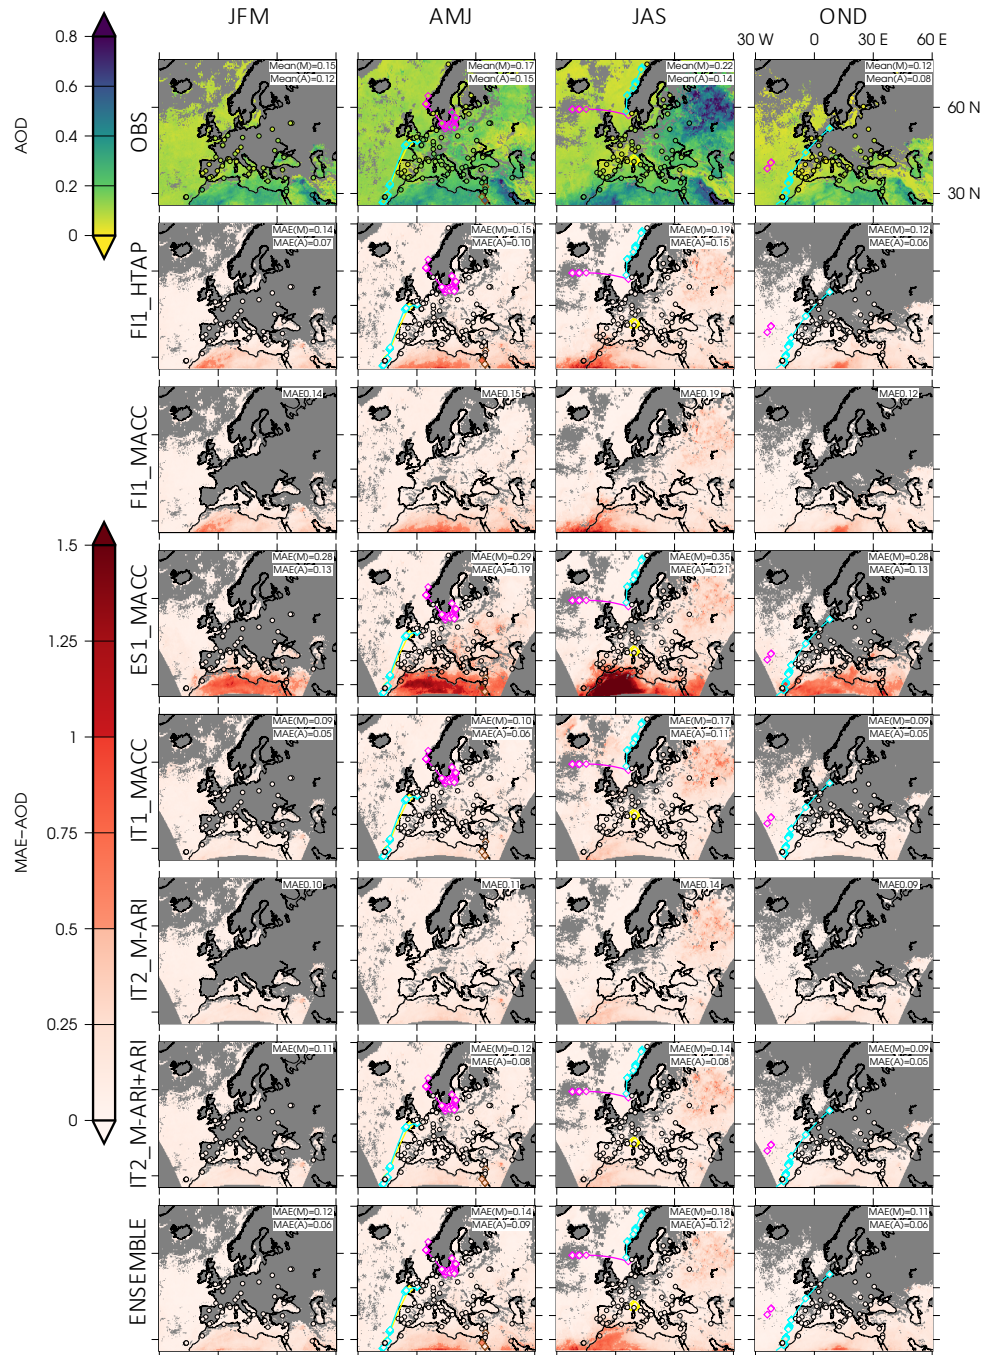 JFM AMJ JAS OND
30 W 0 30 E 60 E
AOD
0.8
0.6
0.4
0.2
0
OBS
Mean(M)=0.15
Mean(A)=0.12
Mean(M)=0.17
Mean(A)=0.15
Mean(M)=0.22
Mean(A)=0.14
Mean(M)=0.12
Mean(A)=0.08
60 N
30 N
FI1_HTAP
MAE(M)=0.14
MAE(A)=0.07
MAE(M)=0.15
MAE(A)=0.10
MAE(M)=0.19
MAE(A)=0.15
MAE(M)=0.12
MAE(A)=0.06
FI1_MACC
MAE0.14
MAE0.15
MAE0.19
MAE0.12
MAE-AOD
1.5
1.25
1
0.75
0.5
0.25
0
ES1_MACC
MAE(M)=0.28
MAE(A)=0.13
MAE(M)=0.29
MAE(A)=0.19
MAE(M)=0.35
MAE(A)=0.21
MAE(M)=0.28
MAE(A)=0.13
IT1_MACC
MAE(M)=0.09
MAE(A)=0.05
MAE(M)=0.10
MAE(A)=0.06
MAE(M)=0.17
MAE(A)=0.11
MAE(M)=0.09
MAE(A)=0.05
IT2_M-ARI
MAE0.10
MAE0.11
MAE0.14
MAE0.09
IT2_M-ARI+ARI
MAE(M)=0.11
MAE(M)=0.12
MAE(A)=0.08
MAE(M)=0.14
MAE(A)=0.08
MAE(M)=0.09
MAE(A)=0.05
ENSEMBLE
MAE(M)=0.12
MAE(A)=0.06
MAE(M)=0.14
MAE(A)=0.09
MAE(M)=0.18
MAE(A)=0.12
MAE(M)=0.11
MAE(A)=0.06